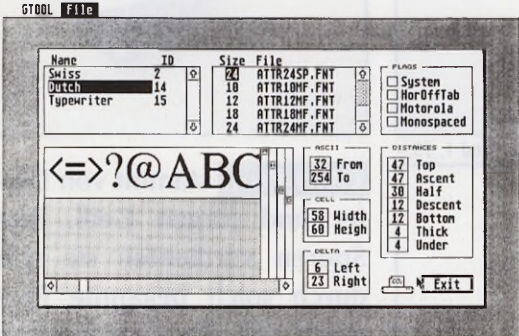 GTOOL File
Name ID
Swiss 2
Dutch 14
Typewriter 15
Size File
24 ATTR24SP.FNT
10 ATTR10MF.FNT
12 ATTR12MF.FNT
18 ATTR18MF.FNT
24 ATTR24MF.FNT
FLAGS
System
HorOffTab
Motorola
Monospaced
<=>?@ABC
ASCII
32 From
254 To
CELL
58 Width
60 Heigh
DELTA
6 Left
23 Right
DISTANCES
47 Top
47 Ascent
30 Half
12 Descent
12 Bottom
4 Thick
4 Under
Exit